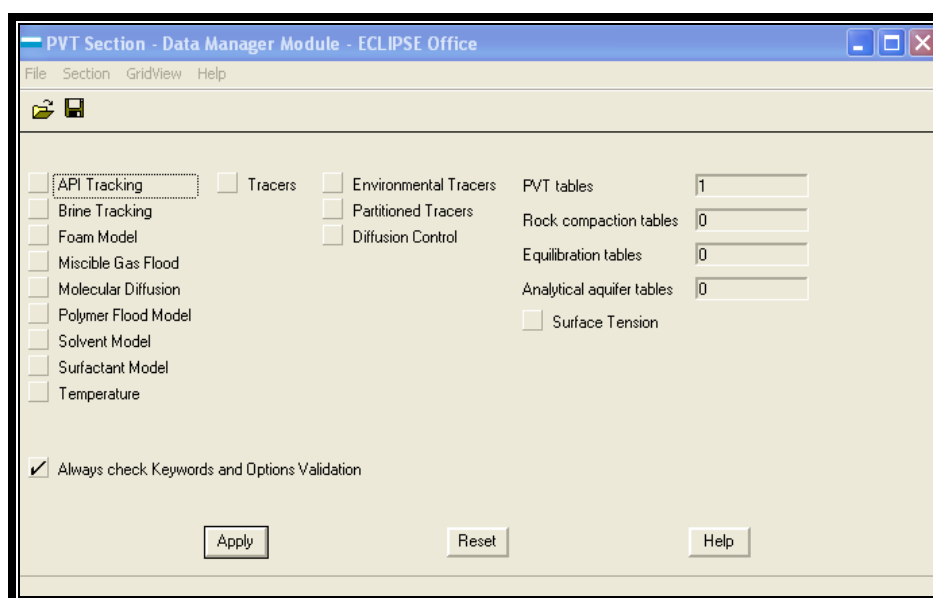 PVT Section - Data Manager Module - ECLIPSE Office
File Section GridView Help
API Tracking
Brine Tracking
Foam Model
Miscible Gas Flood
Molecular Diffusion
Polymer Flood Model
Solvent Model
Surfactant Model
Temperature
Tracers
Environmental Tracers
Partitioned Tracers
Diffusion Control
PVT tables 1
Rock compaction tables 0
Equilibration tables 0
Analytical aquifer tables 0
Surface Tension
Always check Keywords and Options Validation
Apply Reset Help